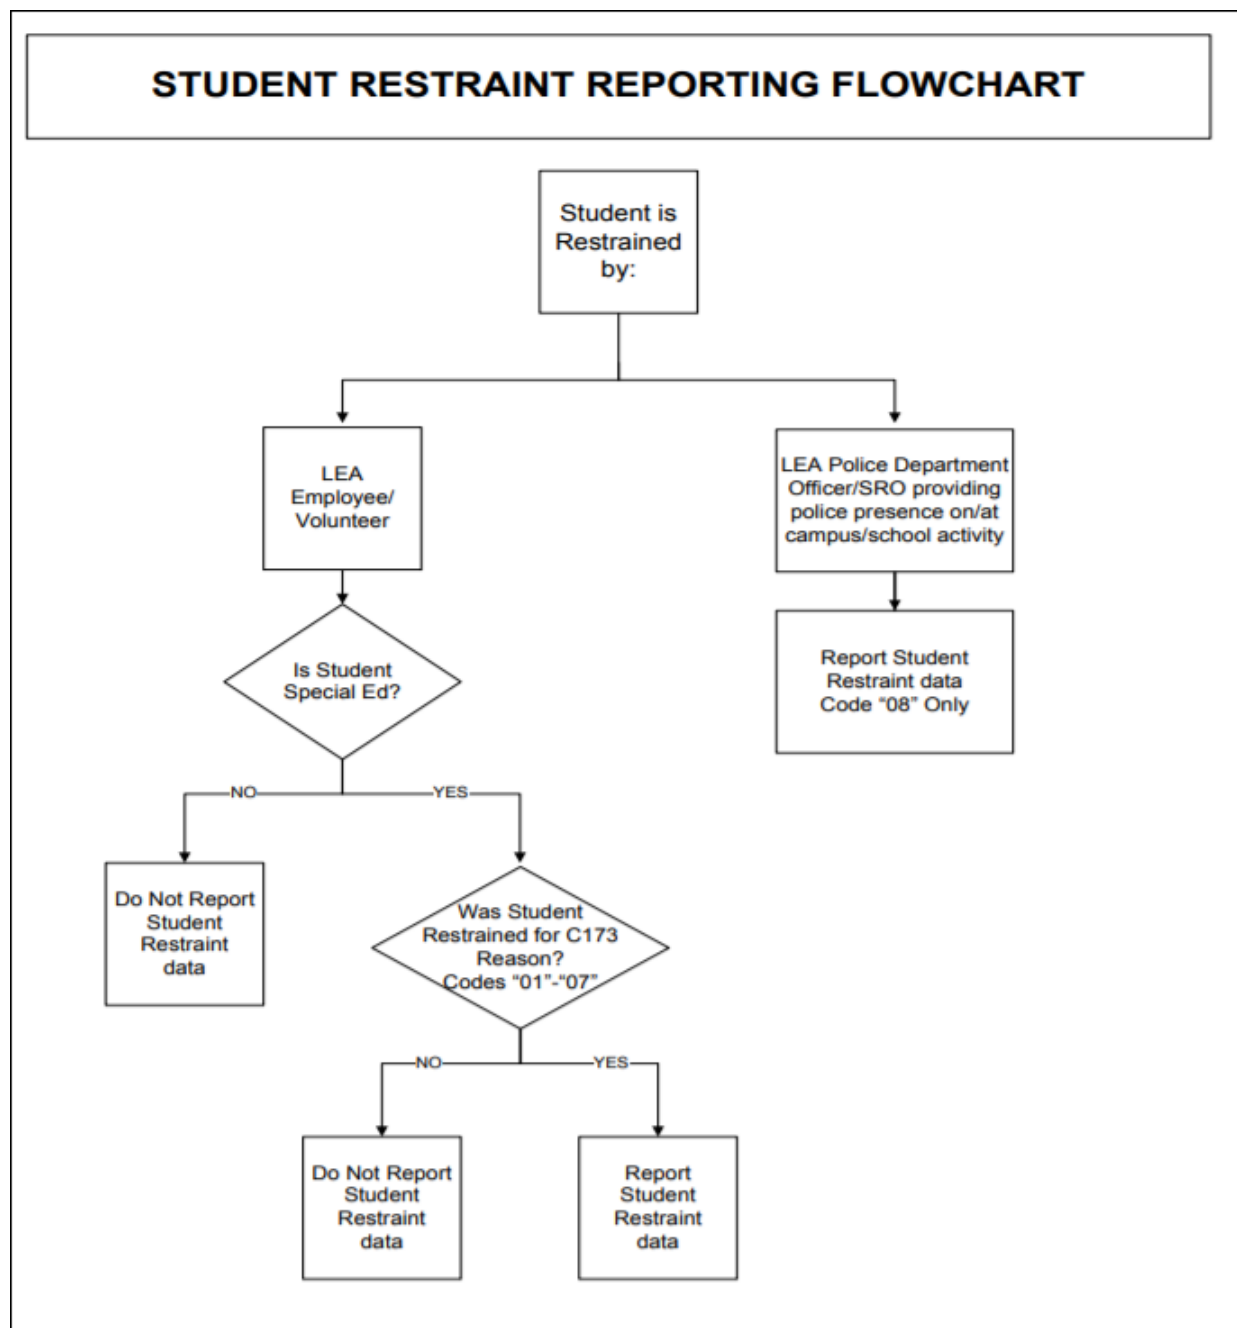 STUDENT RESTRAINT REPORTING FLOWCHART
Student is
Restrained
by:
LEA
Employee/
Volunteer
LEA Police Department
Officer/SRO providing
police presence on/at
campus/school activity
Is Student
Special Ed?
Report Student
Restraint data
Code “08” Only
NO
YES
Do Not Report
Student
Restraint
data
Was Student
Restrained for C173
Reason?
Codes “01”-“07”
NO
YES
Do Not Report
Student
Restraint
data
Report
Student
Restraint
data